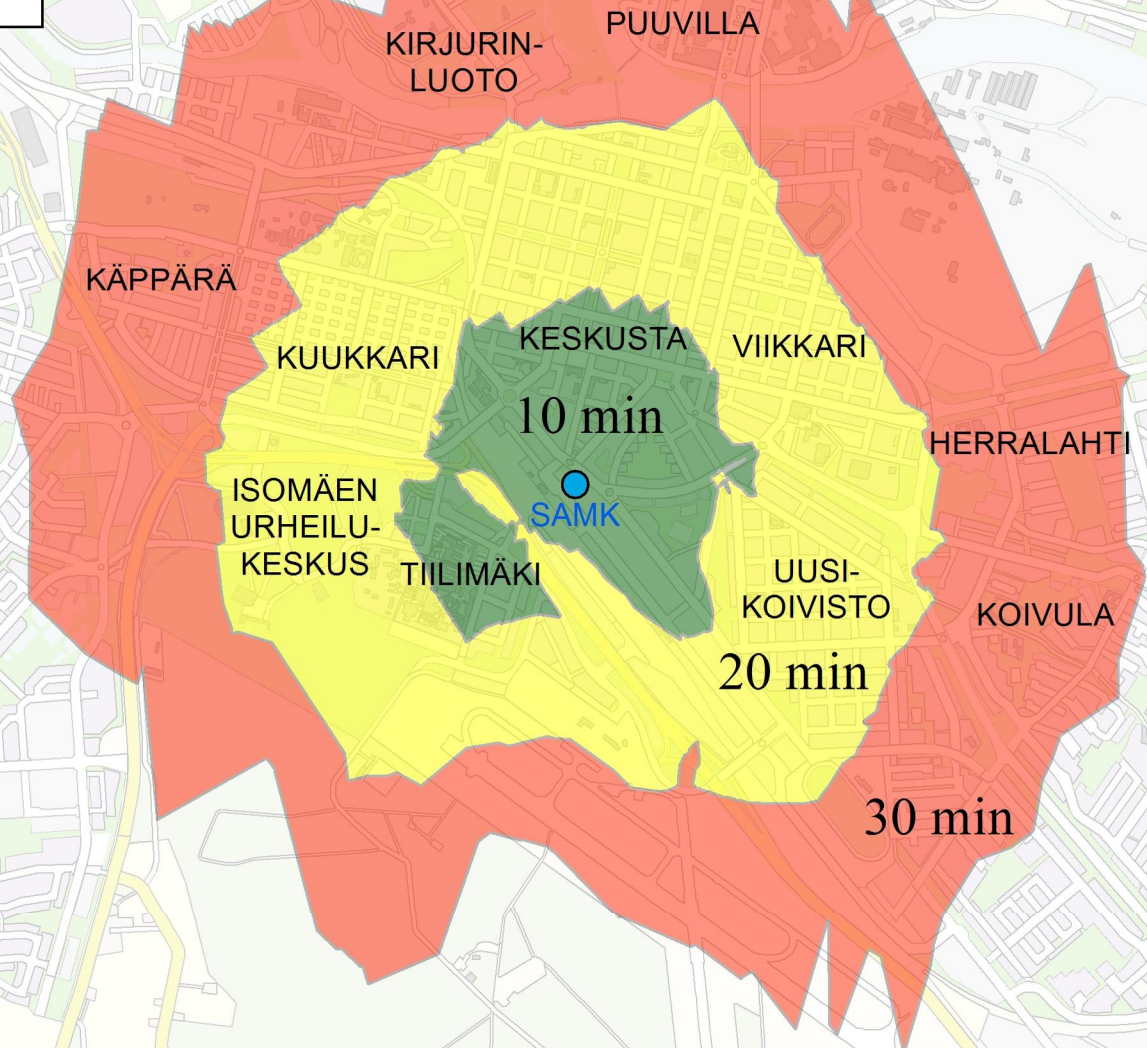 PUUVILLA
KIRJURIN-
LUOTO
KÄPPÄRÄ
KESKUSTA
KUUKKARI
VIIKKARI
10 min
HERRALAHTI
ISOMÄEN
URHEILU-
KESKUS
SAMK
TIILIMÄKI
UUSI-
KOIVISTO
KOIVULA
20 min
30 min